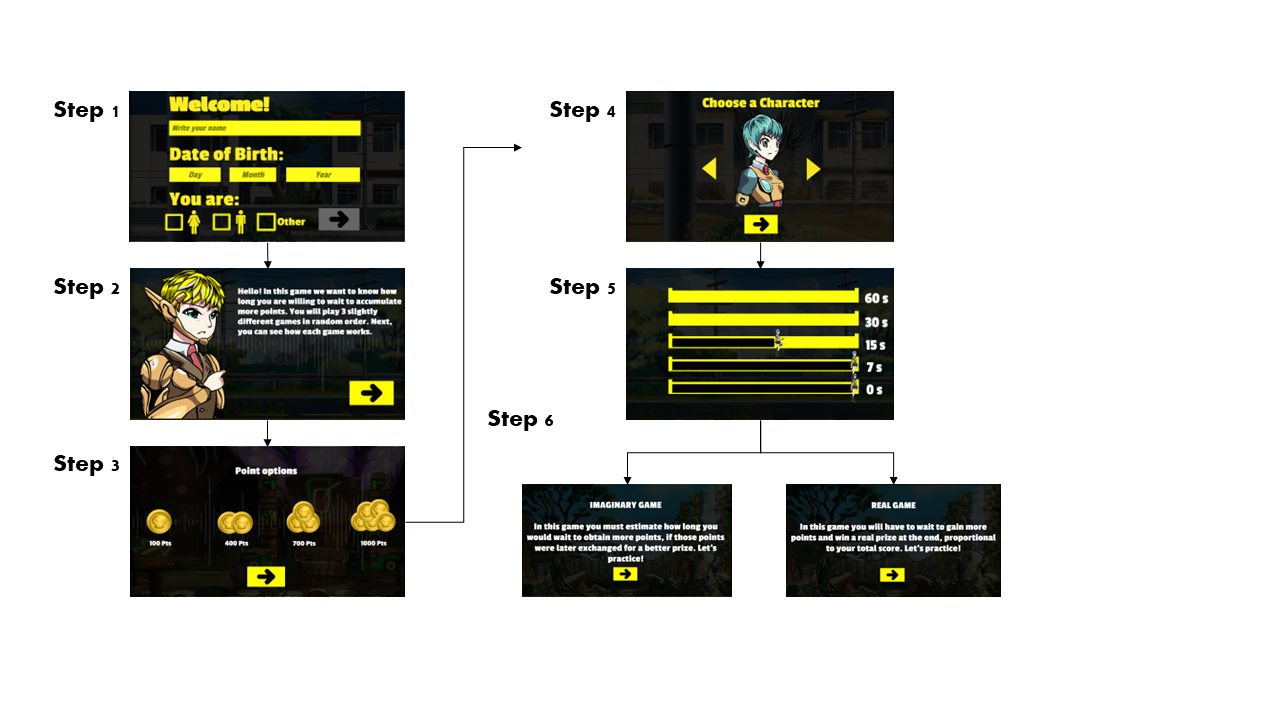 Step 1
Welcome!
Write your name
Date of Birth:
Day Month Year
You are:
Other
Step 2
Hello! In this game we want to know how
long you are willing to wait to accumulate
more points. You will play 3 slightly
different games in random order. Next,
you can see how each game works.
Step 3
Point options
100 Pts 400 Pts 700 Pts 1000 Pts
Step 4
Choose a Character
Step 5
60 s
30 s
15 s
7 s
0 s
Step 6
IMAGINARY GAME
In this game you must estimate how long you
would wait to obtain more points, if those points
were later exchanged for a better prize. Let's
practice!
REAL GAME
In this game you will have to wait to gain more
points and win a real prize at the end, proportional
to your total score. Let's practice!